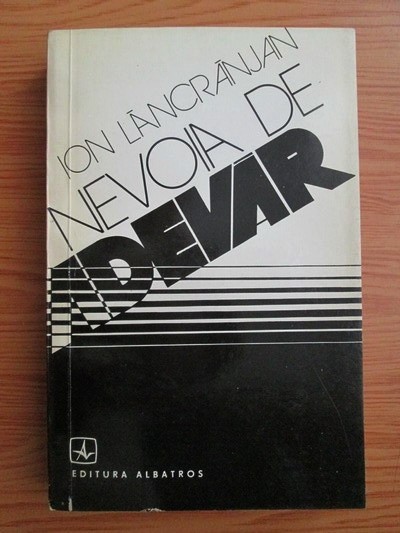 ION LĂNCRĂNJAN
NEVOIA DE
ADEVĂR
EDITURA ALBATROS